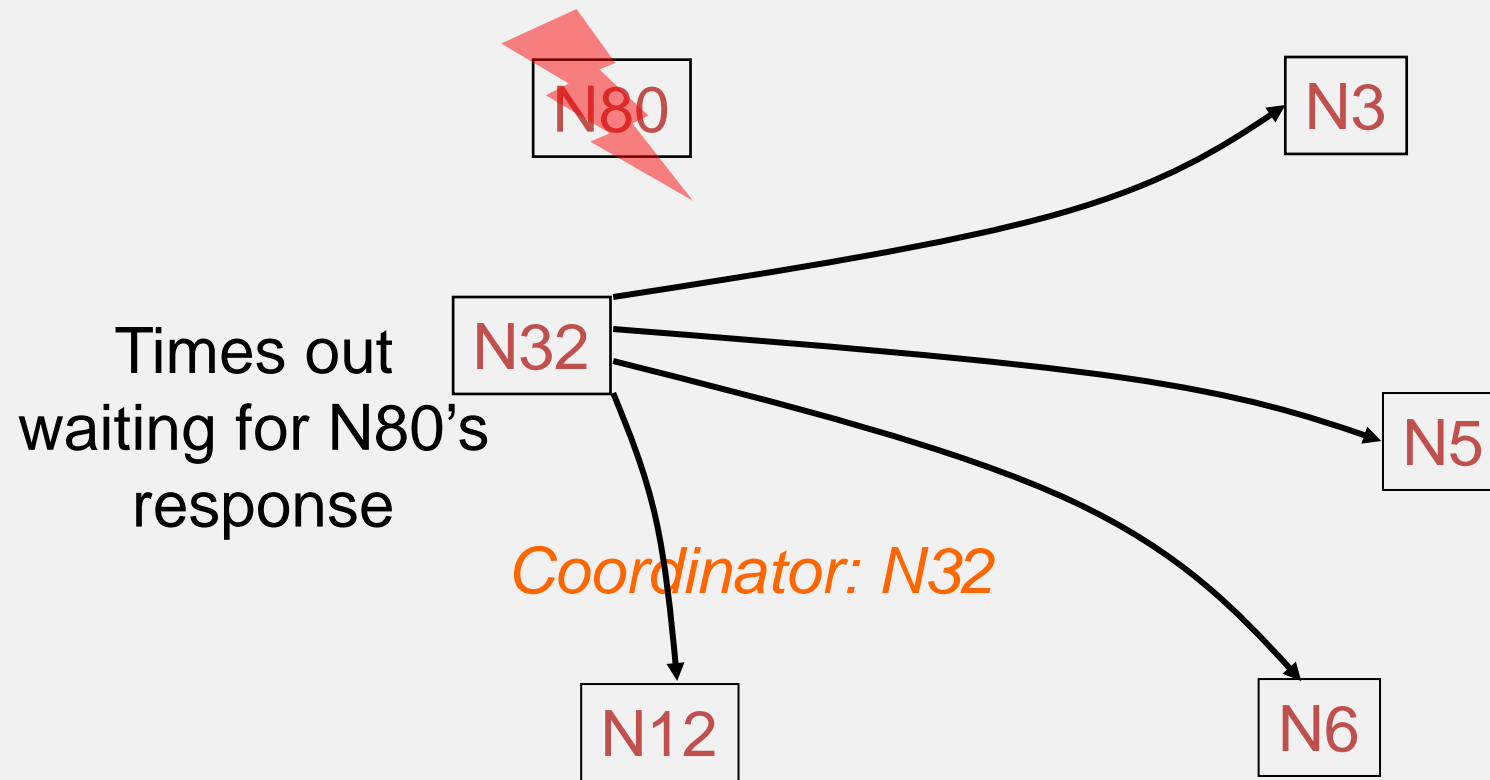 N80
N3
N32
Times out
waiting for N80’s
response
N5
Coordinator: N32
N12
N6